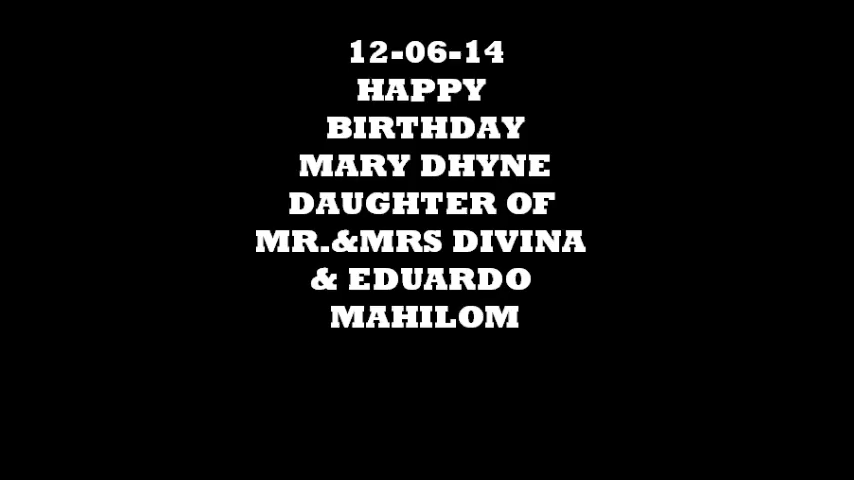 12-06-14
HAPPY
BIRTHDAY
MARY DHYNE
DAUGHTER OF
MR.&MRS DIVINA
& EDUARDO
MAHILOM